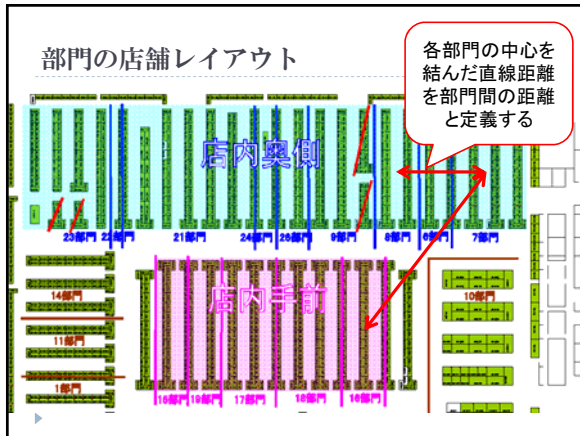 部門の店舗レイアウト
各部門の中心を
結んだ直線距離
を部門間の距離
と定義する
店内奥側
23部門
22部門
21部門
24部門
26部門
9部門
8部門
6部門
7部門
店内手前
14部門
11部門
1部門
10部門
15部門
19部門
17部門
18部門
16部門